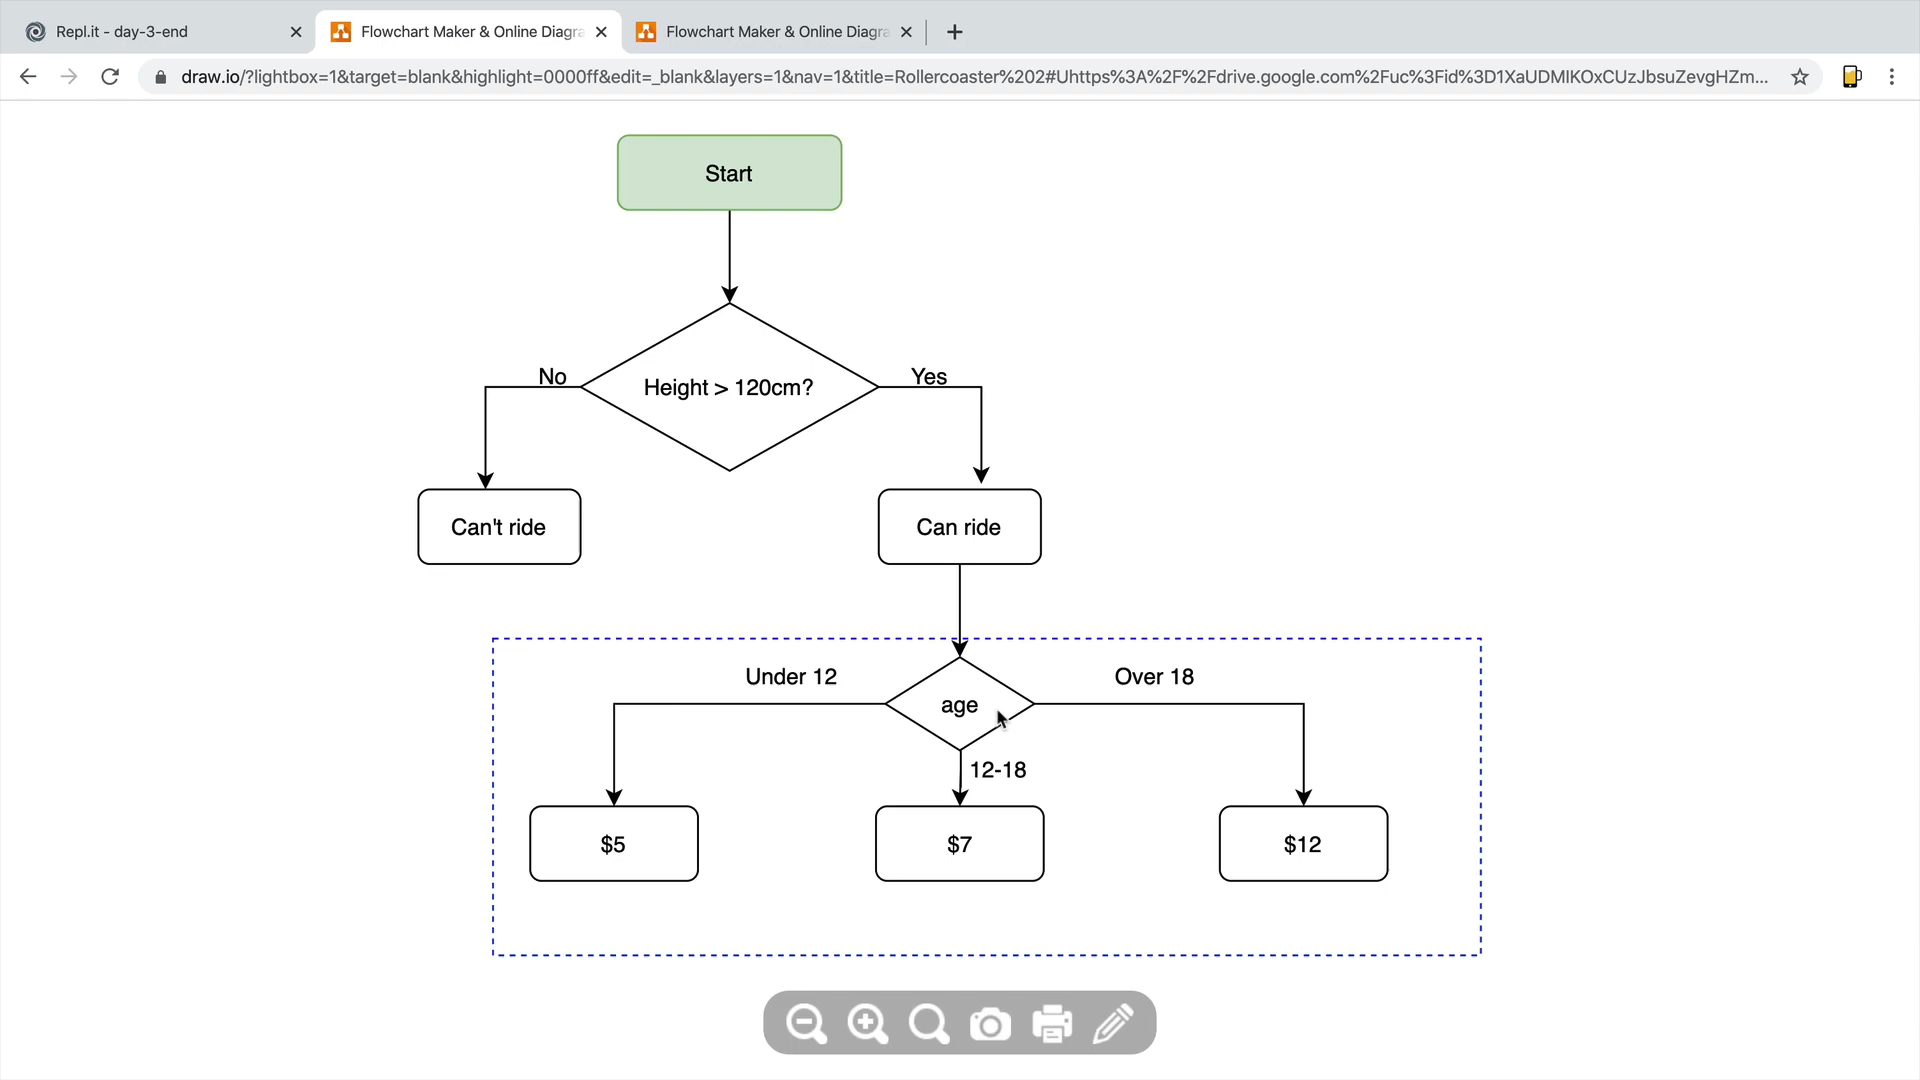 Repl.it - day-3-end
Flowchart Maker & Online Diagra
Flowchart Maker & Online Diagra
draw.io/?lightbox=1&target=blank&highlight=0000ff&edit=_blank&layers=1&nav=1&title=Rollercoaster%202#Uhttps%3A%2F%2Fdrive.google.com%2Fuc%3Fid%3D1XaUDMIKOxCUzJbsuZevgHZm...
Start
Height > 120cm?
No
Yes
Can't ride
Can ride
Under 12
Over 18
age
12-18
$5
$7
$12